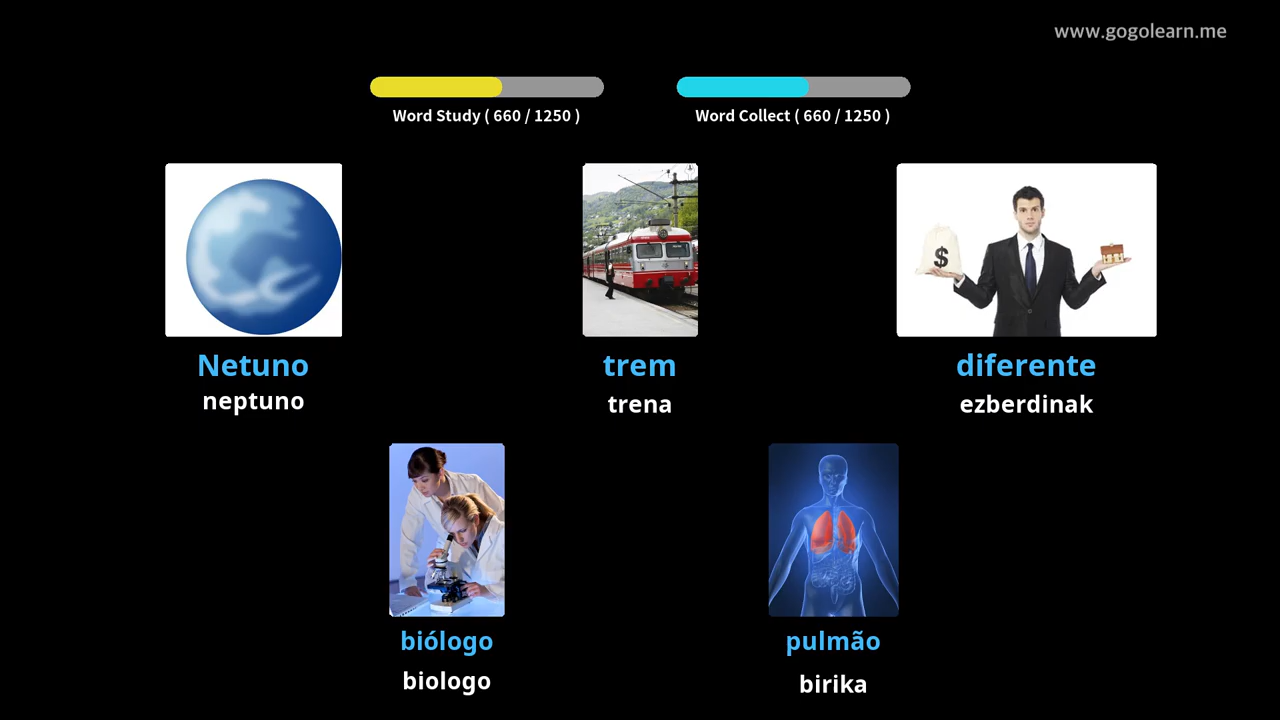 www.gogolearn.me
Word Study ( 660 / 1250 )
Word Collect ( 660 / 1250 )
Netuno
neptuno
trem
trena
diferente
ezberdinak
$
biólogo
biologo
pulmão
birika